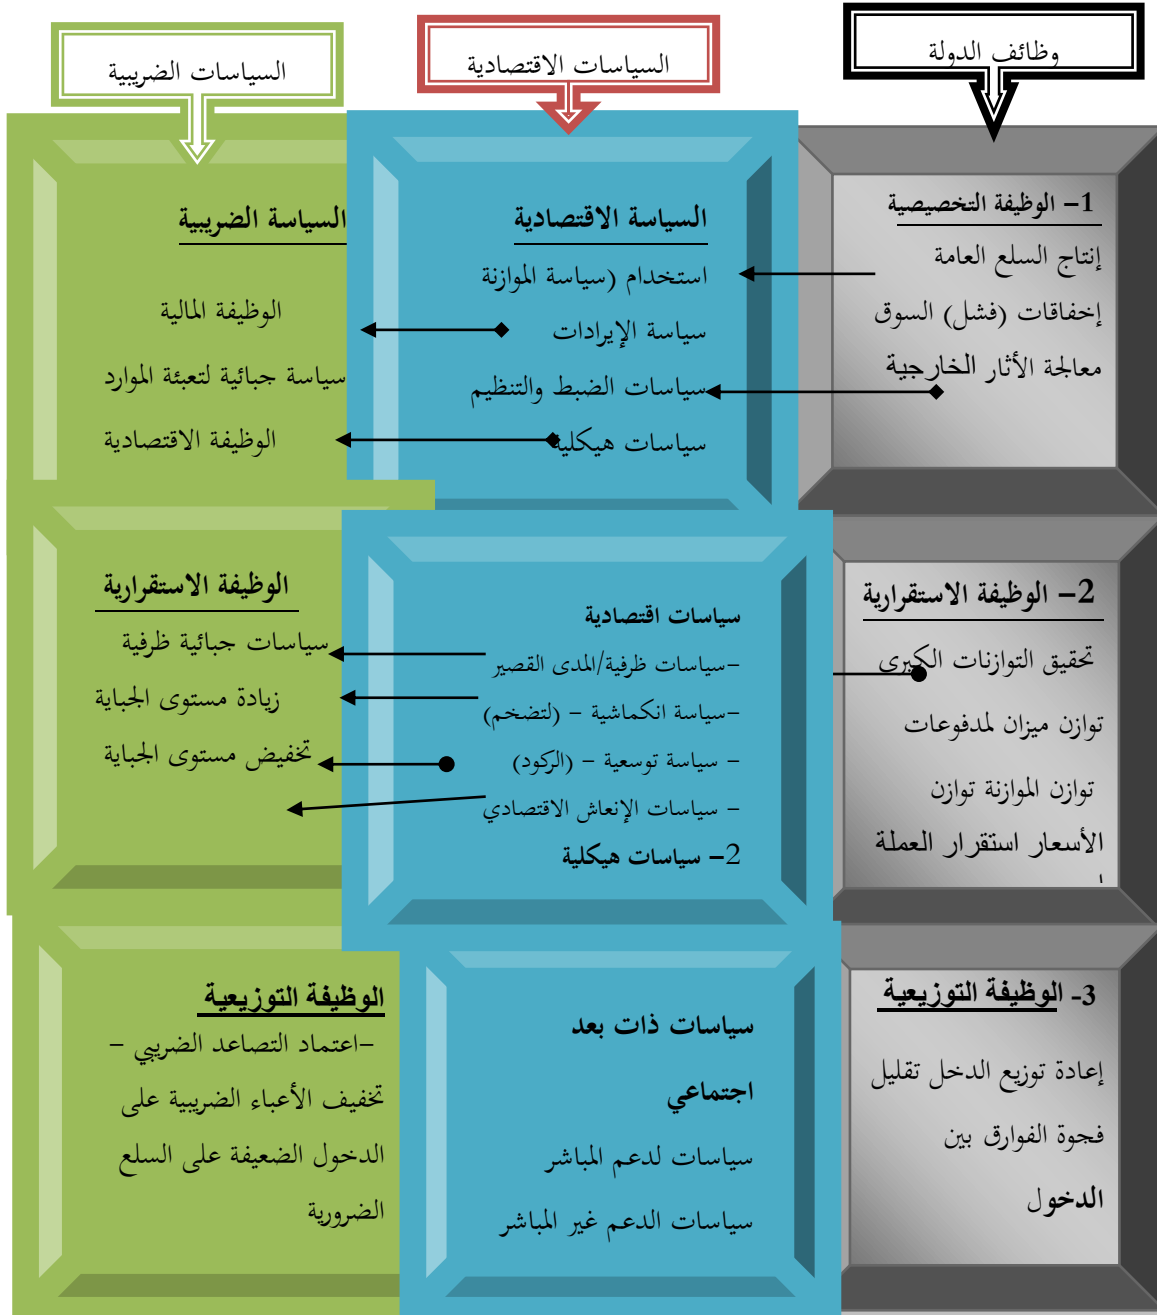 وظائف الدولة
السياسات الاقتصادية
السياسات الضريبية
1– الوظيفة التخصيصية
إنتاج السلع العامة
إخفاقات (فشل) السوق
معالجة الأثار الخارجية
السياسة الاقتصادية
استخدام (سياسة الموازنة
سياسة الإيرادات
سياسات الضبط والتنظيم
سياسات هيكلية
السياسة الضريبية
الوظيفة المالية
سياسة جبائية لتعبئة الموارد
الوظيفة الاقتصادية
2– الوظيفة الاستقرارية
تحقيق التوازنات الكبرى
توازن ميزان لمدفوعات
توازن الموازنة توازن
الأسعار استقرار العملة
سياسات اقتصادية
–سياسات ظرفية/المدى القصير
–سياسة انكماشية – (لتضخم)
– سياسة توسعية – (الركود)
– سياسات الإنعاش الاقتصادي
2– سياسات هيكلية
الوظيفة الاستقرارية
سياسات جبائية ظرفية
زيادة مستوى الجباية
تخفيض مستوى الجباية
3- الوظيفة التوزيعية
إعادة توزيع الدخل تقليل
فجوة الفوارق بين
الدخول
سياسات ذات بعد
اجتماعي
سياسات لدعم المباشر
سياسات الدعم غير المباشر
الوظيفة التوزيعية
–اعتماد التصاعد الضريبي –
تخفيف الأعباء الضريبية على
الدخول الضعيفة على السلع
الضرورية